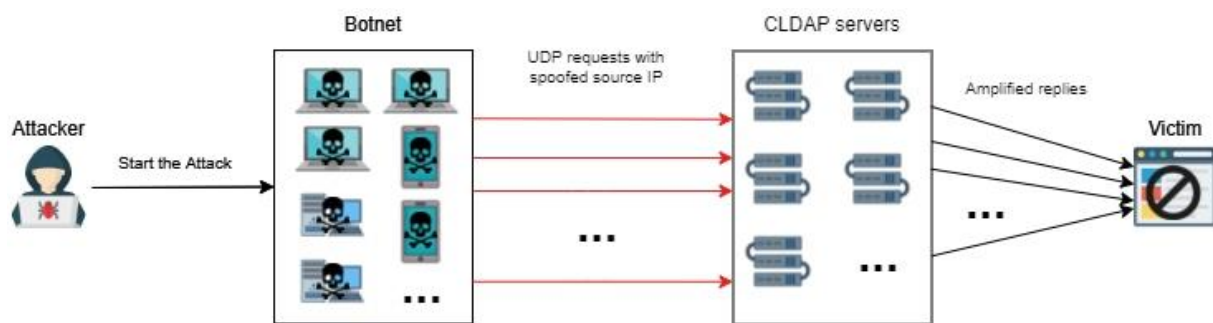 Botnet
CLDAP servers
UDP requests with
spoofed source IP
Amplified replies
Attacker
Victim
Start the Attack
...
...
...
...